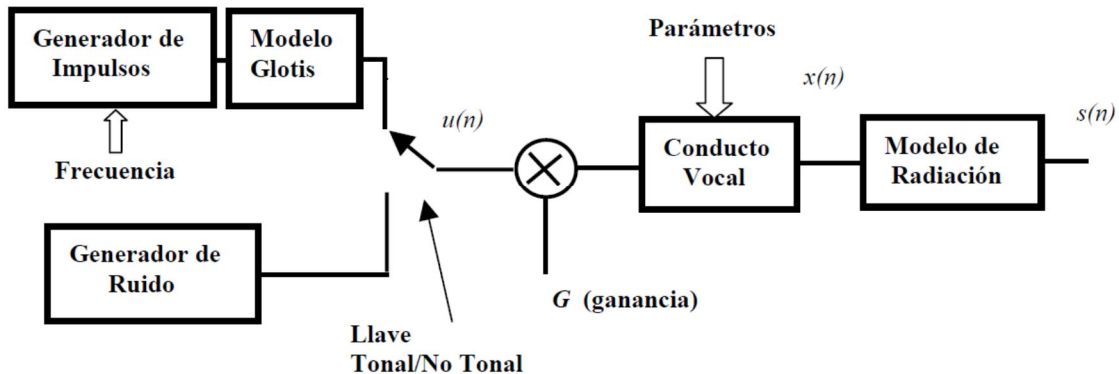 Generador de
Impulsos
Modelo
Glotis
Parámetros
x(n)
s(n)
u(n)
Conducto
Vocal
Modelo de
Radiación
Frecuencia
Generador de
Ruido
G (ganancia)
Llave
Tonal/No Tonal